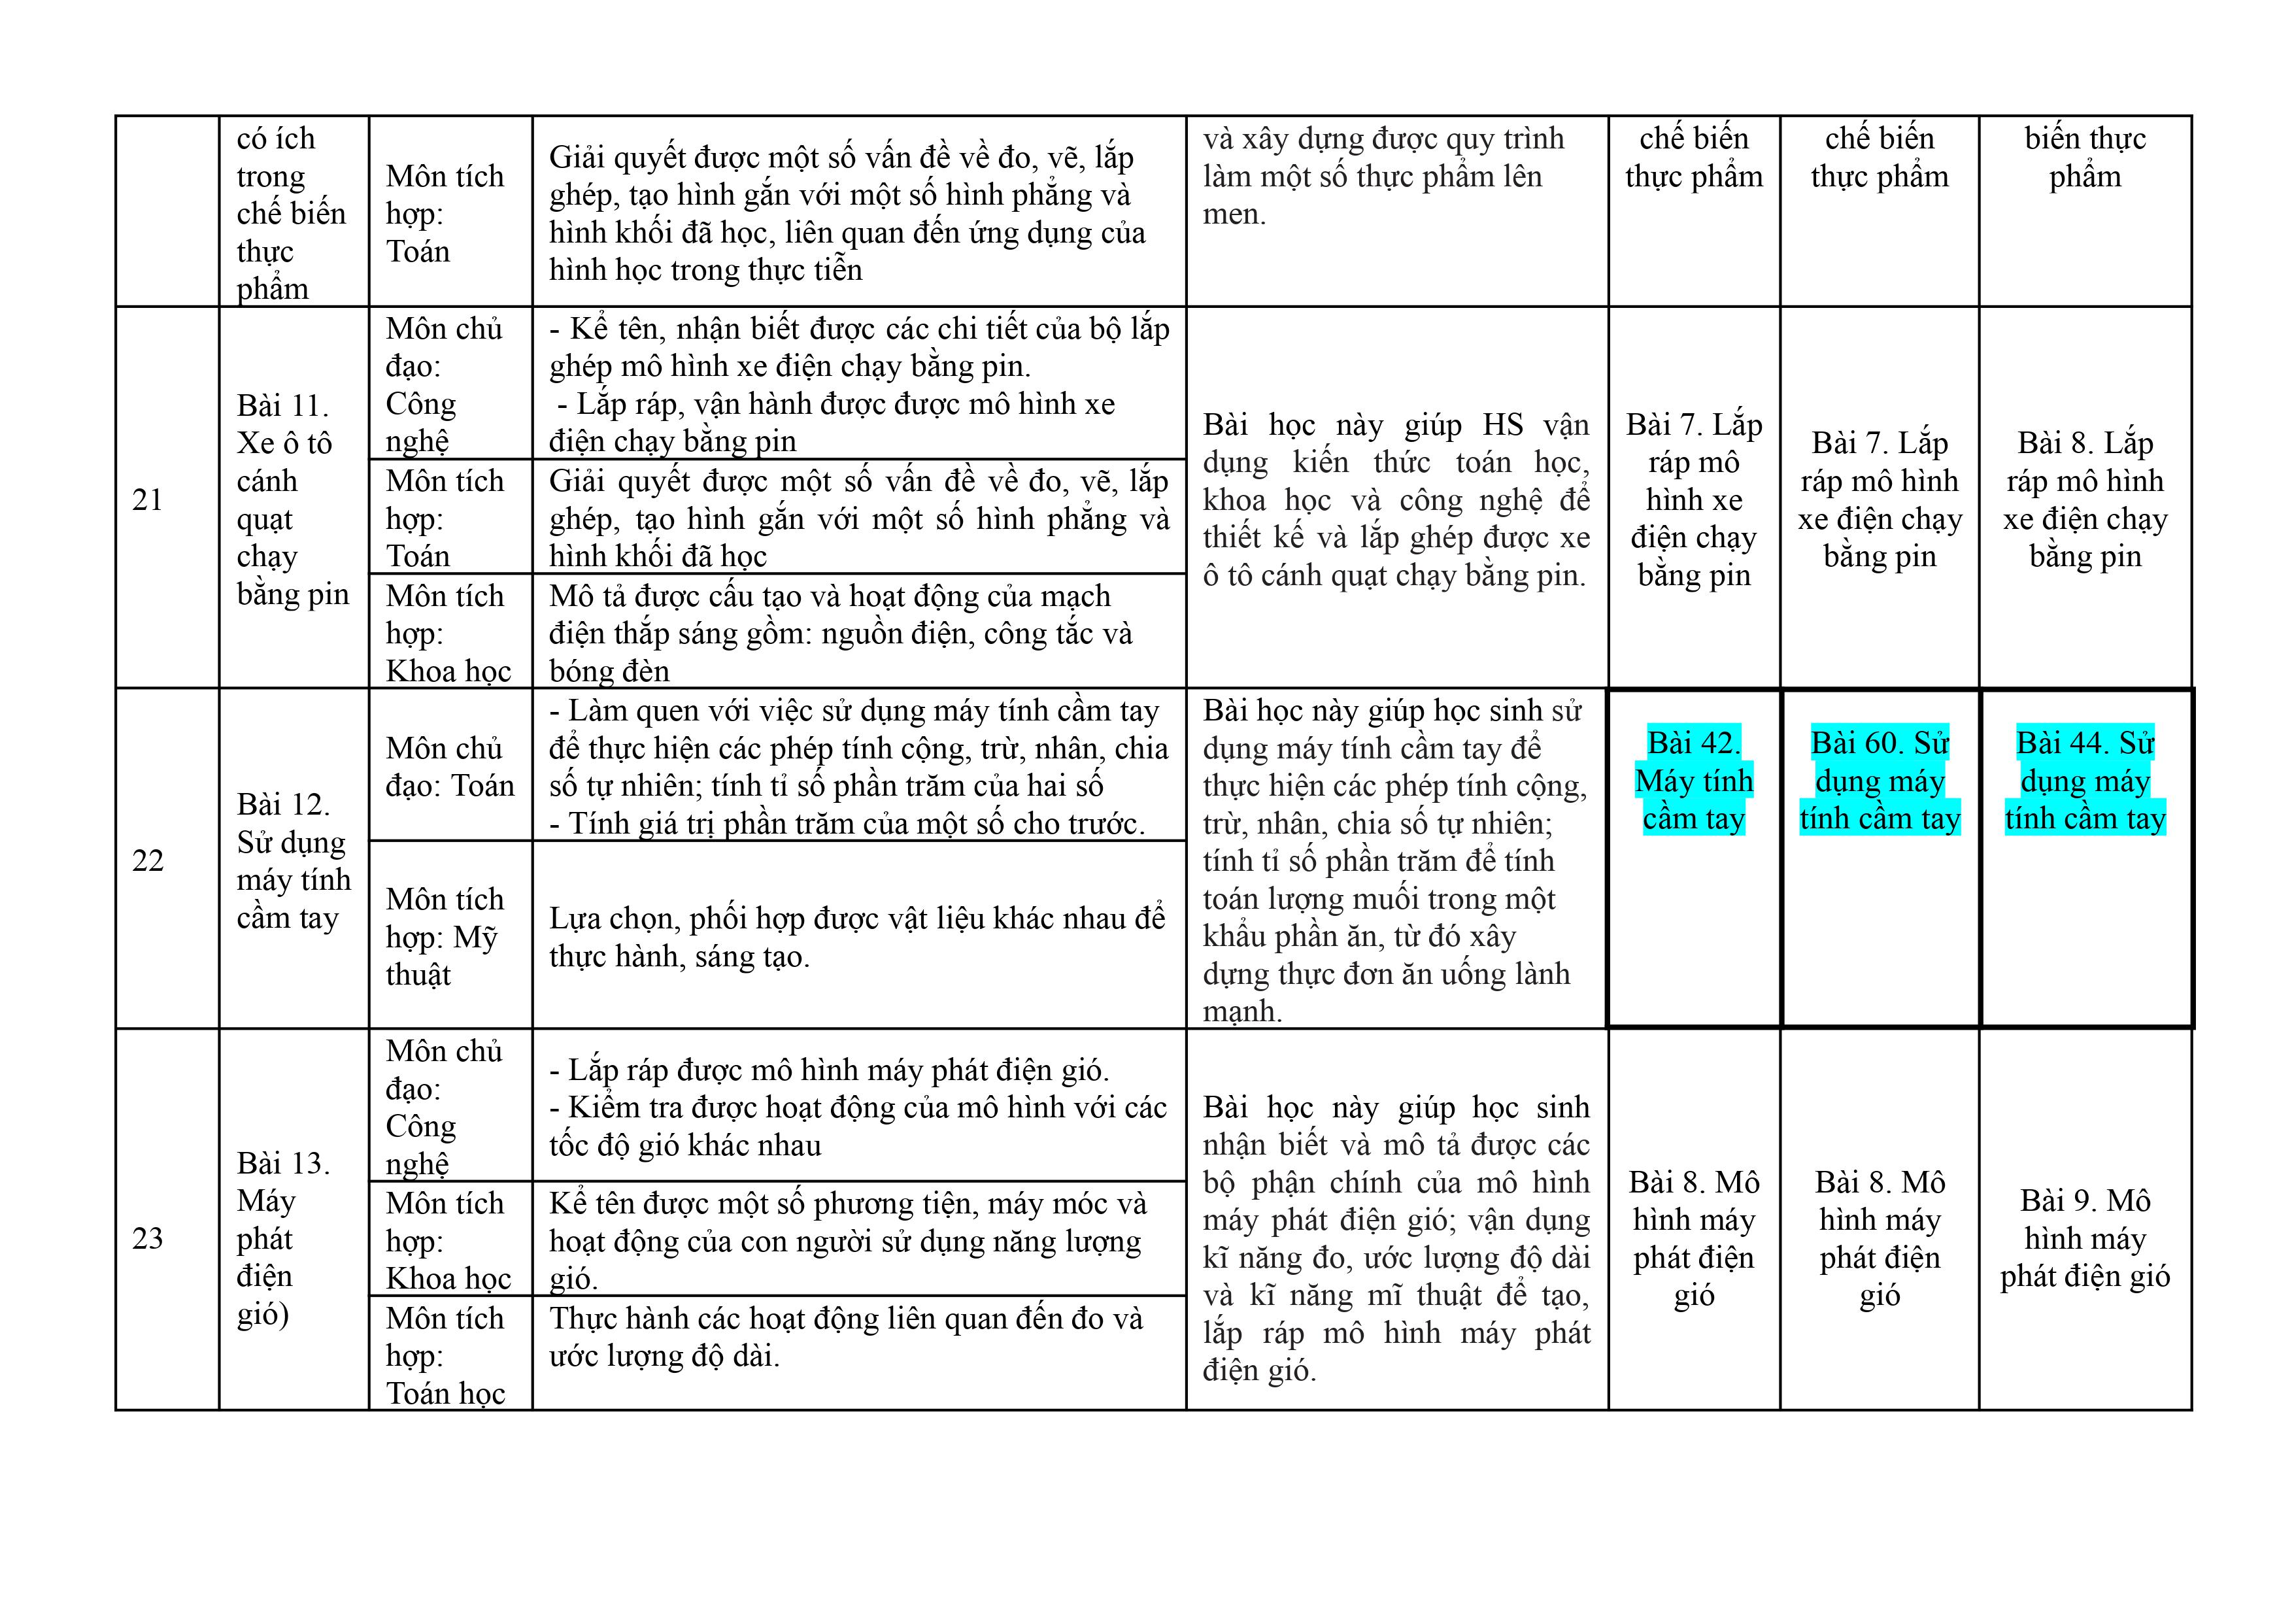 có ích
trong
chế biến
thực
phẩm
Môn tích
hợp:
Toán
Giải quyết được một số vấn đề về đo, vẽ, lắp
ghép, tạo hình gắn với một số hình phẳng và
hình khối đã học, liên quan đến ứng dụng của
hình học trong thực tiễn
và xây dựng được quy trình
làm một số thực phẩm lên
men.
chế biến
thực phẩm
chế biến
thực phẩm
biến thực
phẩm
21
Bài 11.
Xe ô tô
cánh
quạt
chạy
bằng pin
Môn chủ
đạo:
Công
nghệ
- Kể tên, nhận biết được các chi tiết của bộ lắp
ghép mô hình xe điện chạy bằng pin.
- Lắp ráp, vận hành được được mô hình xe
điện chạy bằng pin
Môn tích
hợp:
Toán
Giải quyết được một số vấn đề về đo, vẽ, lắp
ghép, tạo hình gắn với một số hình phẳng và
hình khối đã học
Môn tích
hợp:
Khoa học
Mô tả được cấu tạo và hoạt động của mạch
điện thắp sáng gồm: nguồn điện, công tắc và
bóng đèn
Bài học này giúp HS vận
dụng kiến thức toán học,
khoa học và công nghệ để
thiết kế và lắp ghép được xe
ô tô cánh quạt chạy bằng pin.
Bài 7. Lắp
ráp mô
hình xe
điện chạy
bằng pin
Bài 7. Lắp
ráp mô hình
xe điện chạy
bằng pin
Bài 8. Lắp
ráp mô hình
xe điện chạy
bằng pin
22
Bài 12.
Sử dụng
máy tính
cầm tay
Môn chủ
đạo: Toán
- Làm quen với việc sử dụng máy tính cầm tay
để thực hiện các phép tính cộng, trừ, nhân, chia
số tự nhiên; tính tỉ số phần trăm của hai số
- Tính giá trị phần trăm của một số cho trước.
Môn tích
hợp: Mỹ
thuật
Lựa chọn, phối hợp được vật liệu khác nhau để
thực hành, sáng tạo.
Bài học này giúp học sinh sử
dụng máy tính cầm tay để
thực hiện các phép tính cộng,
trừ, nhân, chia số tự nhiên;
tính tỉ số phần trăm để tính
toán lượng muối trong một
khẩu phần ăn, từ đó xây
dựng thực đơn ăn uống lành
mạnh.
Bài 42.
Máy tính
cầm tay
Bài 60. Sử
dụng máy
tính cầm tay
Bài 44. Sử
dụng máy
tính cầm tay
23
Bài 13.
Máy
phát
điện
gió)
Môn chủ
đạo:
Công
nghệ
- Lắp ráp được mô hình máy phát điện gió.
- Kiểm tra được hoạt động của mô hình với các
tốc độ gió khác nhau
Môn tích
hợp:
Khoa học
Kể tên được một số phương tiện, máy móc và
hoạt động của con người sử dụng năng lượng
gió.
Môn tích
hợp:
Toán học
Thực hành các hoạt động liên quan đến đo và
ước lượng độ dài.
Bài học này giúp học sinh
nhận biết và mô tả được các
bộ phận chính của mô hình
máy phát điện gió; vận dụng
kĩ năng đo, ước lượng độ dài
và kĩ năng mĩ thuật để tạo,
lắp ráp mô hình máy phát
điện gió.
Bài 8. Mô
hình máy
phát điện
gió
Bài 8. Mô
hình máy
phát điện
gió
Bài 9. Mô
hình máy
phát điện gió